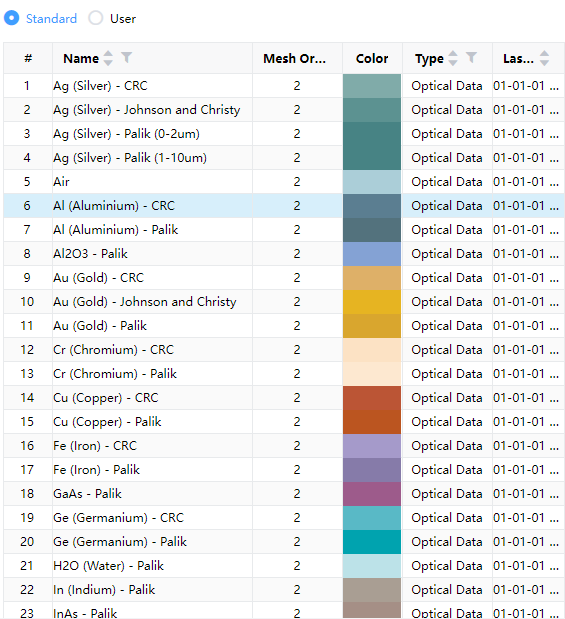 Standard User
# Name Mesh Or... Color Type Las...
1 Ag (Silver) - CRC 2 Optical Data 01-01-01 ...
2 Ag (Silver) - Johnson and Christy 2 Optical Data 01-01-01 ...
3 Ag (Silver) - Palik (0-2um) 2 Optical Data 01-01-01 ...
4 Ag (Silver) - Palik (1-10um) 2 Optical Data 01-01-01 ...
5 Air 2 Optical Data 01-01-01 ...
6 Al (Aluminium) - CRC 2 Optical Data 01-01-01 ...
7 Al (Aluminium) - Palik 2 Optical Data 01-01-01 ...
8 Al2O3 - Palik 2 Optical Data 01-01-01 ...
9 Au (Gold) - CRC 2 Optical Data 01-01-01 ...
10 Au (Gold) - Johnson and Christy 2 Optical Data 01-01-01 ...
11 Au (Gold) - Palik 2 Optical Data 01-01-01 ...
12 Cr (Chromium) - CRC 2 Optical Data 01-01-01 ...
13 Cr (Chromium) - Palik 2 Optical Data 01-01-01 ...
14 Cu (Copper) - CRC 2 Optical Data 01-01-01 ...
15 Cu (Copper) - Palik 2 Optical Data 01-01-01 ...
16 Fe (Iron) - CRC 2 Optical Data 01-01-01 ...
17 Fe (Iron) - Palik 2 Optical Data 01-01-01 ...
18 GaAs - Palik 2 Optical Data 01-01-01 ...
19 Ge (Germanium) - CRC 2 Optical Data 01-01-01 ...
20 Ge (Germanium) - Palik 2 Optical Data 01-01-01 ...
21 H2O (Water) - Palik 2 Optical Data 01-01-01 ...
22 In (Indium) - Palik 2 Optical Data 01-01-01 ...
23 InAs - Palik 2 Optical Data 01-01-01 ...